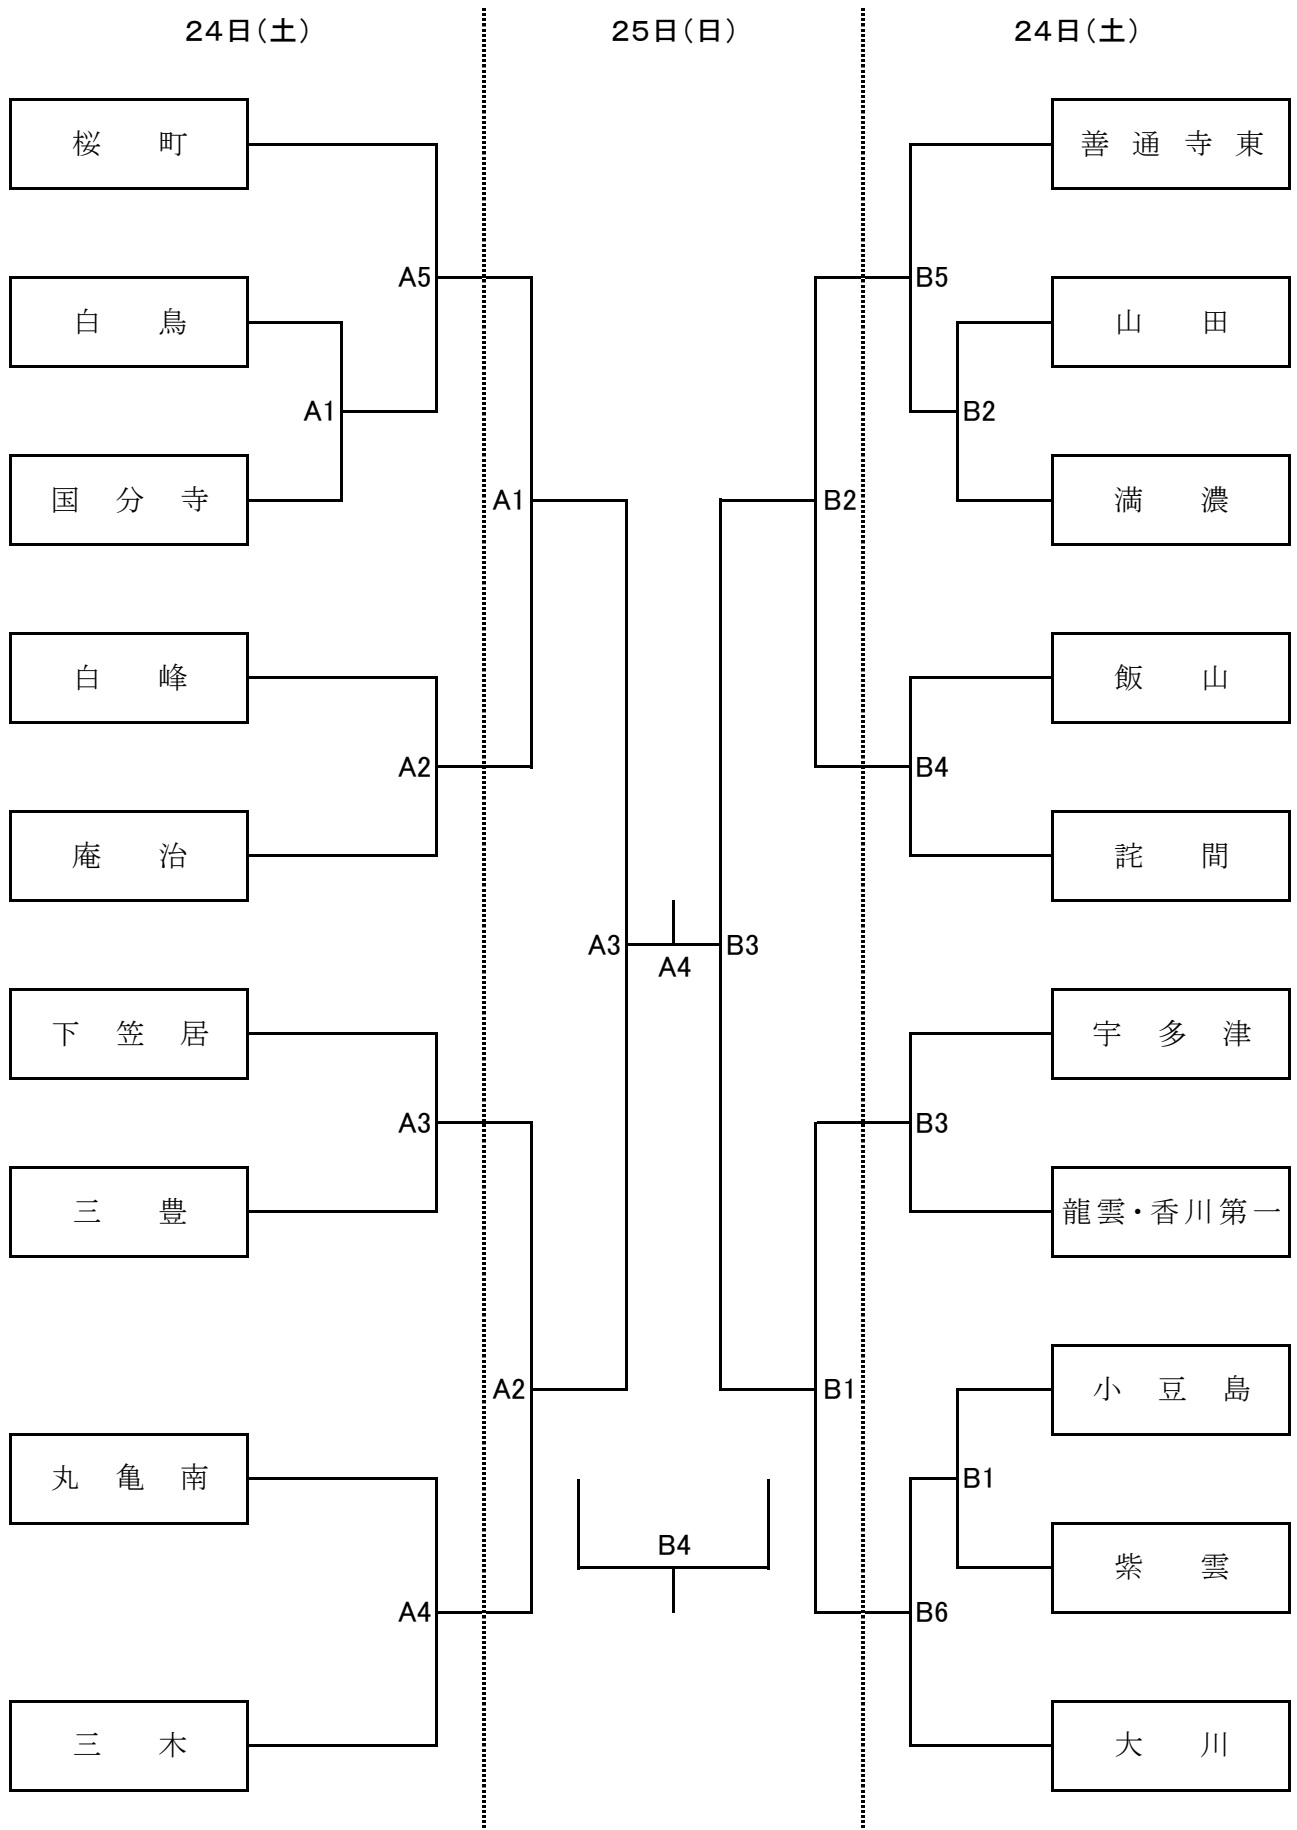 24日（土）
25日（日）
24日（土）
桜町
善通寺東
A5
B5
白鳥
山田
A1
B2
国分寺
A1
B2
満濃
白峰
飯山
A2
B4
庵治
詫間
A3
B3
A4
下笠居
宇多津
A3
B3
三豊
龍雲・香川第一
A2
B1
小豆島
丸亀南
B1
B4
紫雲
A4
B6
三木
大川